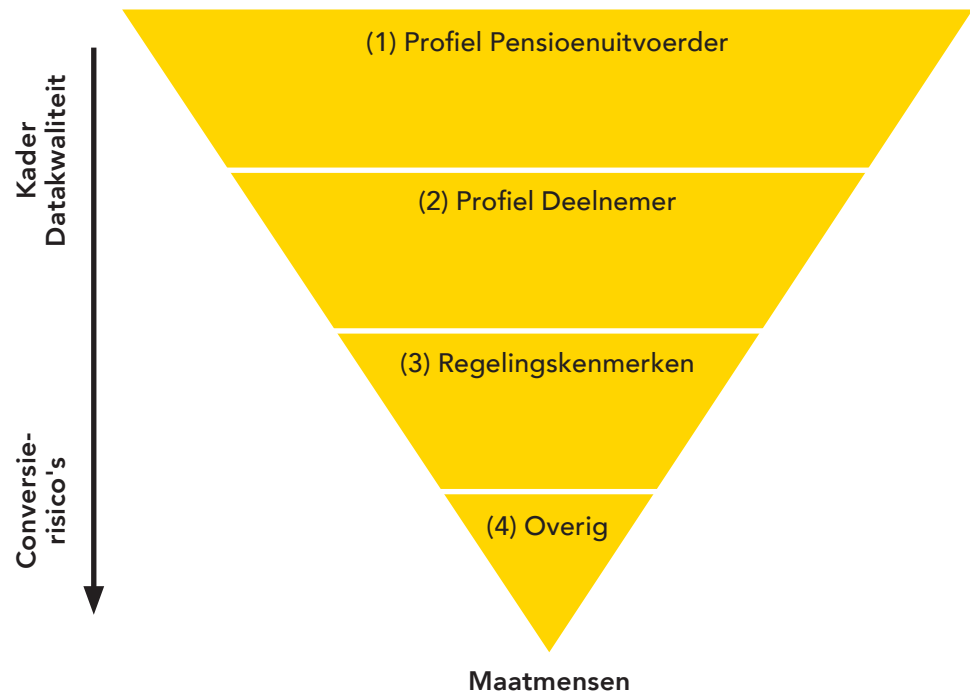 (1) Profiel Pensioenuitvoerder
Kader
Datakwaliteit
(2) Profiel Deelnemer
(3) Regelingskenmerken
Conversie-
risico's
(4) Overig
Maatmensen